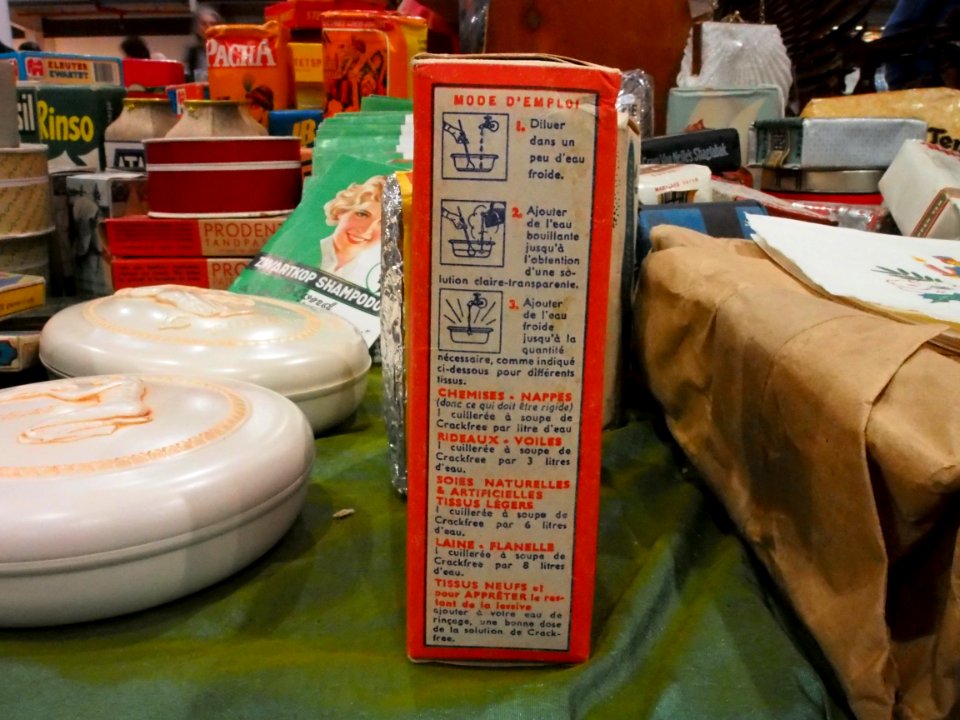 PACHA
ELEUTER
ZWARTET
Rinso
PRODENT
TANDPA
PRO
ZWARTKOP SHAMPOO
MODE D'EMPLOI
1. Diluer
dans un
peu d'eau
froide.
2. Ajouter
de l'eau
bouillante
jusqu'à
l'obtention
d'une so-
lution claire-transparente.
3. Ajouter
de l'eau
froide
jusqu'à la
quantité
nécessaire, comme indiqué
ci-dessous pour différents
tissus.
CHEMISES - NAPPES
(donc ce qui doit être rigide)
1 cuillerée à soupe de
Crackfree par litre d'eau
RIDEAUX - VOILES
1 cuillerée à soupe de
Crackfree par 3 litres
d'eau.
SOIES NATURELLES
& ARTIFICIELLES
TISSUS LÉGERS
1 cuillerée à soupe de
Crackfree par 6 litres
d'eau.
LAINE - FLANELLE
1 cuillerée à soupe de
Crackfree par 8 litres
d'eau.
TISSUS NEUFS et
pour APPRÊTER le res-
tant de la lessive
ajouter à votre eau de
rinçage, une bonne dose
de la solution de Crack-
free.